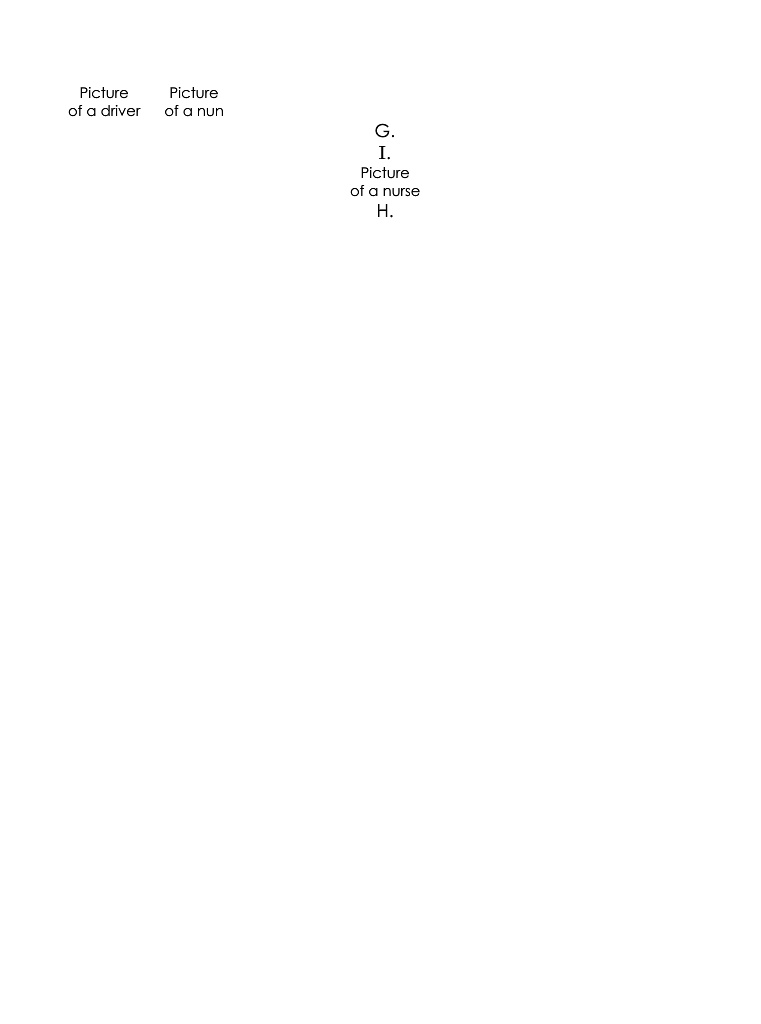 Picture
of a driver
Picture
of a nun
G.
I.
Picture
of a nurse
H.